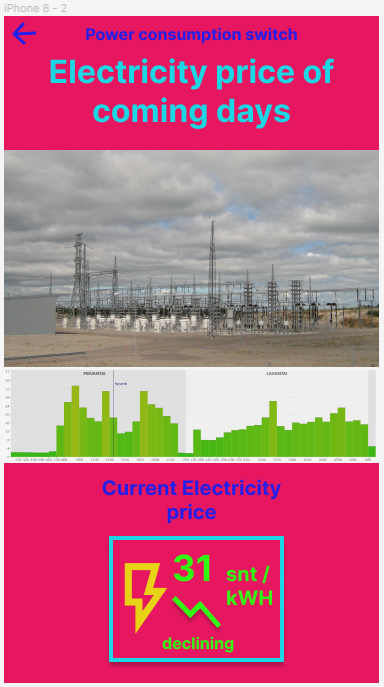 iPhone 8 - 2
Power consumption switch
Electricity price of
coming days
PERJANTAI
LAUANTAI
Current Electricity
price
31 snt /
kWH
declining